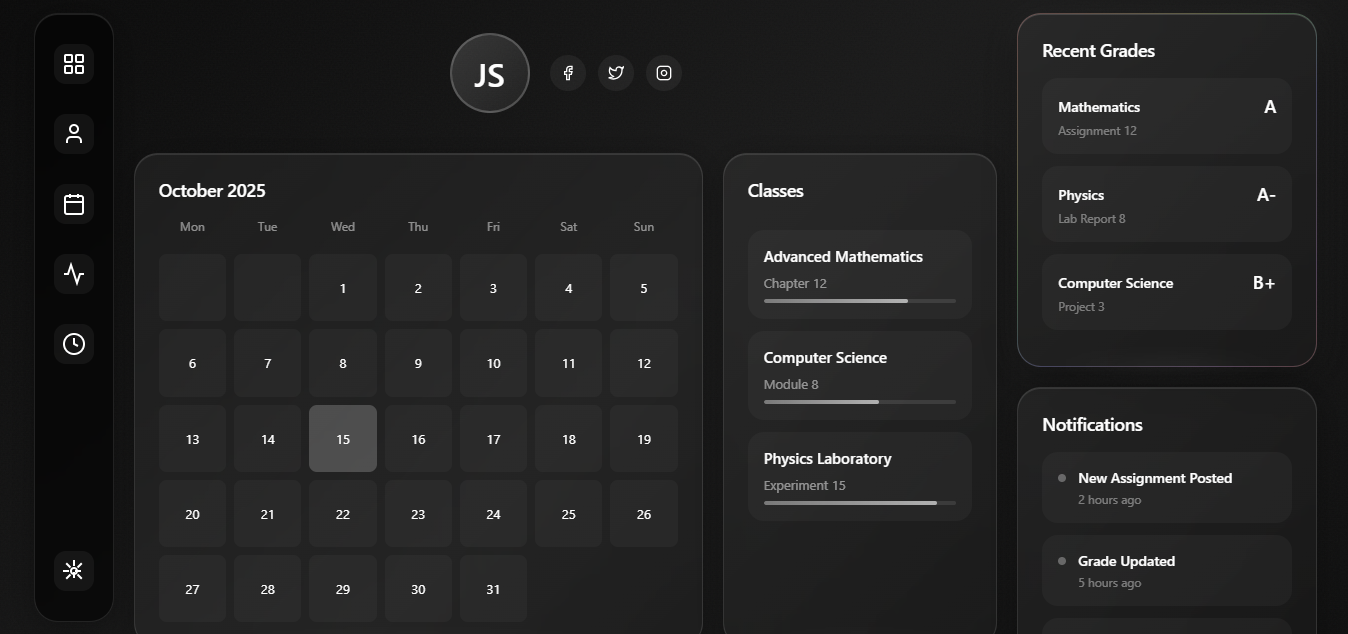 JS
October 2025
Mon Tue Wed Thu Fri Sat Sun
1 2 3 4 5
6 7 8 9 10 11 12
13 14 15 16 17 18 19
20 21 22 23 24 25 26
27 28 29 30 31
Classes
Advanced Mathematics
Chapter 12
Computer Science
Module 8
Physics Laboratory
Experiment 15
Recent Grades
Mathematics A
Assignment 12
Physics A-
Lab Report 8
Computer Science B+
Project 3
Notifications
New Assignment Posted
2 hours ago
Grade Updated
5 hours ago